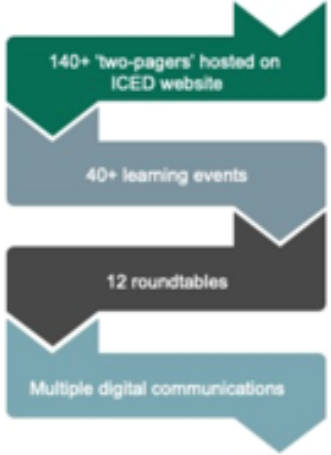 140+ 'two-pagers' hosted on
ICED website
40+ learning events
12 roundtables
Multiple digital communications